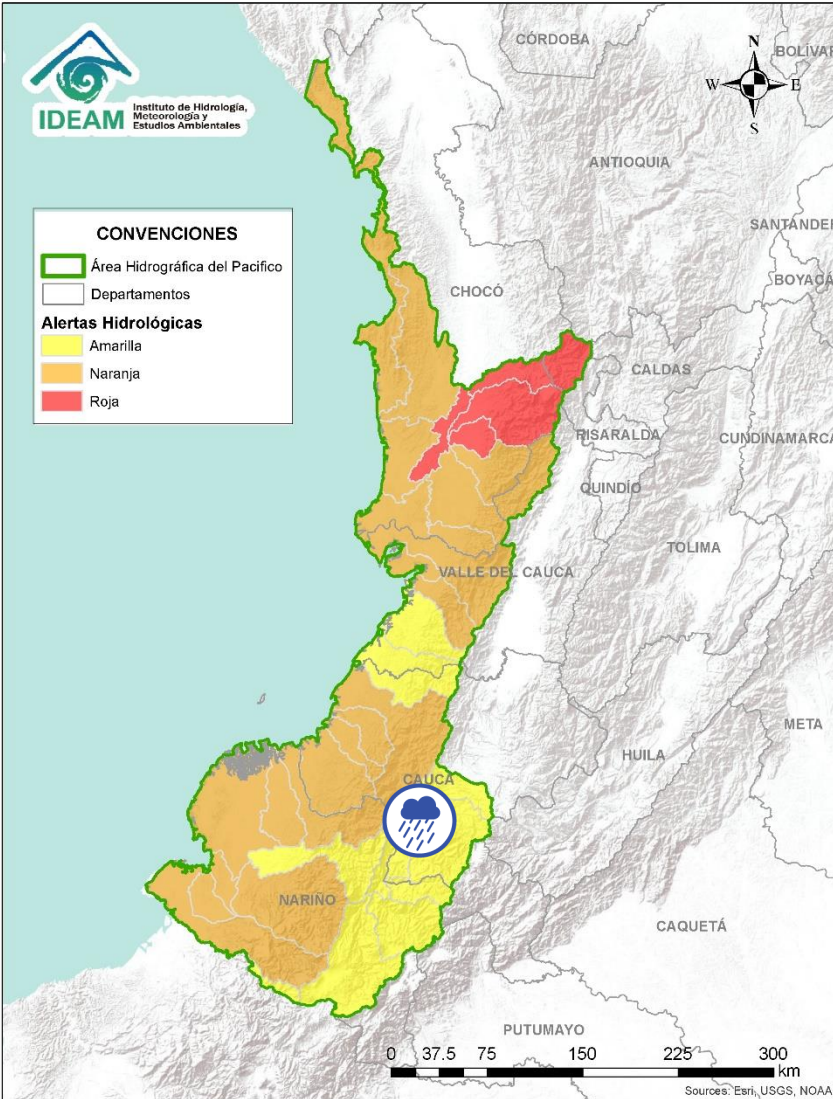 IDEAM
Instituto de Hidrología,
Meteorología y
Estudios Ambientales
N
W
E
S
CÓRDOBA
BOLÍVAR
ANTIOQUIA
SANTANDER
BOYACÁ
CONVENCIONES
Área Hidrográfica del Pacifico
Departamentos
Alertas Hidrológicas
Amarilla
Naranja
Roja
CHOCÓ
CALDAS
RISARALDA
CUNDINAMARCA
QUINDÍO
TOLIMA
VALLE DEL CAUCA
META
HUILA
CAUCA
NARIÑO
CAQUETÁ
PUTUMAYO
0 37.5 75 150 225 300
km
Sources: Esri, USGS, NOAA